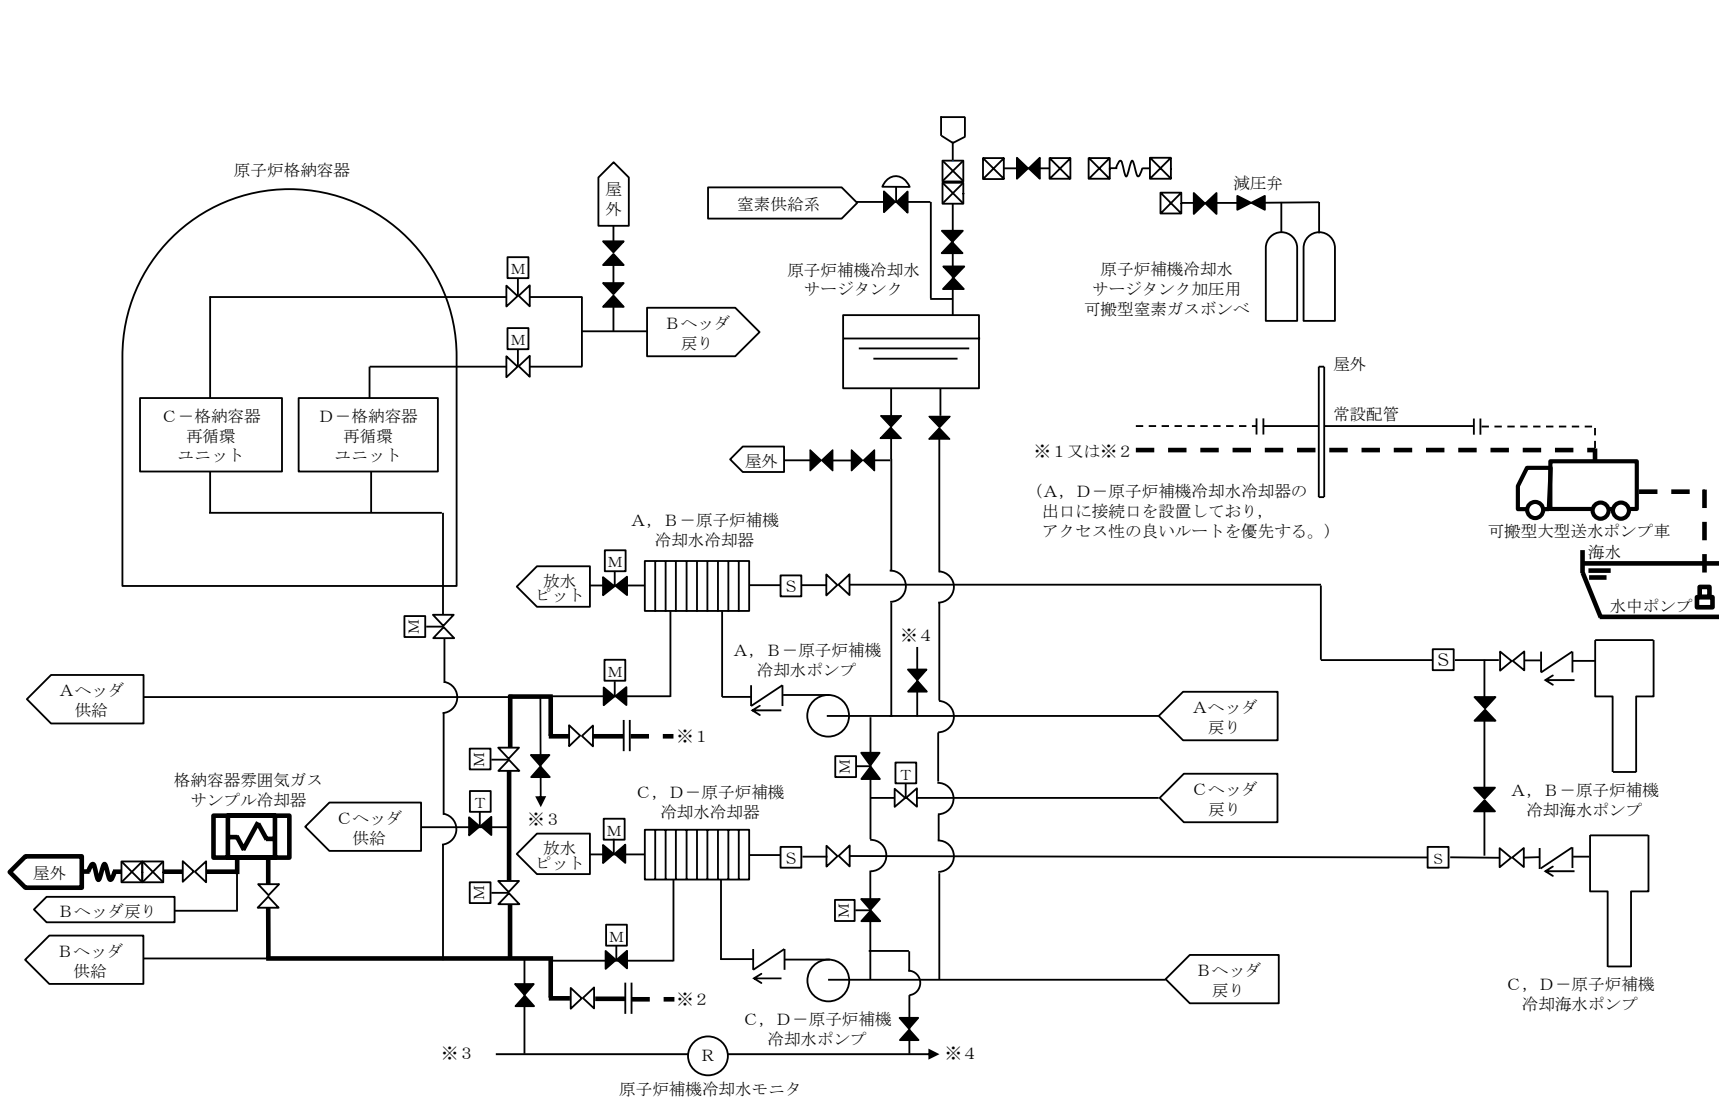 原子炉格納容器
屋
外
窒素供給系
減圧弁
M
M
Bヘッダ
戻り
原子炉補機冷却水
サージタンク
原子炉補機冷却水
サージタンク加圧用
可搬型窒素ガスボンベ
C－格納容器
再循環
ユニット
D－格納容器
再循環
ユニット
屋外
常設配管
※1又は※2
屋外
(A，D－原子炉補機冷却水冷却器の
出口に接続口を設置しており，
アクセス性の良いルートを優先する。)
可搬型大型送水ポンプ車
海水
水中ポンプ
A，B－原子炉補機
冷却水冷却器
放水
ピット
M
S
M
※4
A，B－原子炉補機
冷却水ポンプ
M
S
Aヘッダ
供給
※1
Aヘッダ
戻り
M
M
T
格納容器雰囲気ガス
サンプル冷却器
Cヘッダ
供給
T
※3
C，D－原子炉補機
冷却水冷却器
Cヘッダ
戻り
A，B－原子炉補機
冷却海水ポンプ
放水
ピット
M
S
S
屋外
M
M
Bヘッダ戻り
Bヘッダ
供給
M
※2
Bヘッダ
戻り
C，D－原子炉補機
冷却海水ポンプ
C，D－原子炉補機
冷却水ポンプ
※3
R
※4
原子炉補機冷却水モニタ